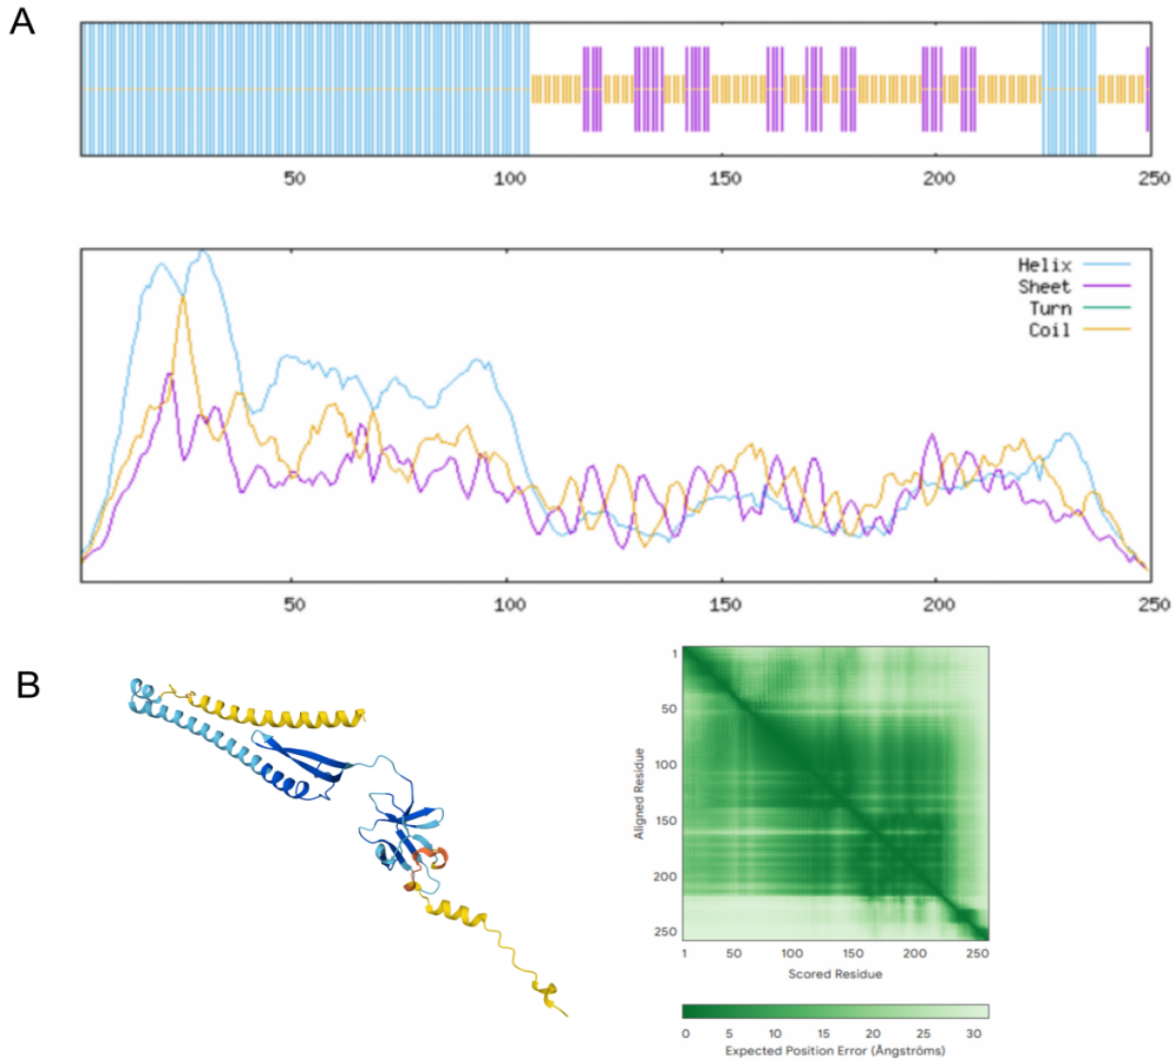 A
50 100 150 200 250
Helix
Sheet
Turn
Coil
50 100 150 200 250
B
1
50
100
150
200
250
Aligned Residue
1 50 100 150 200 250
Scored Residue
0 5 10 15 20 25 30
Expected Position Error (Ångströms)